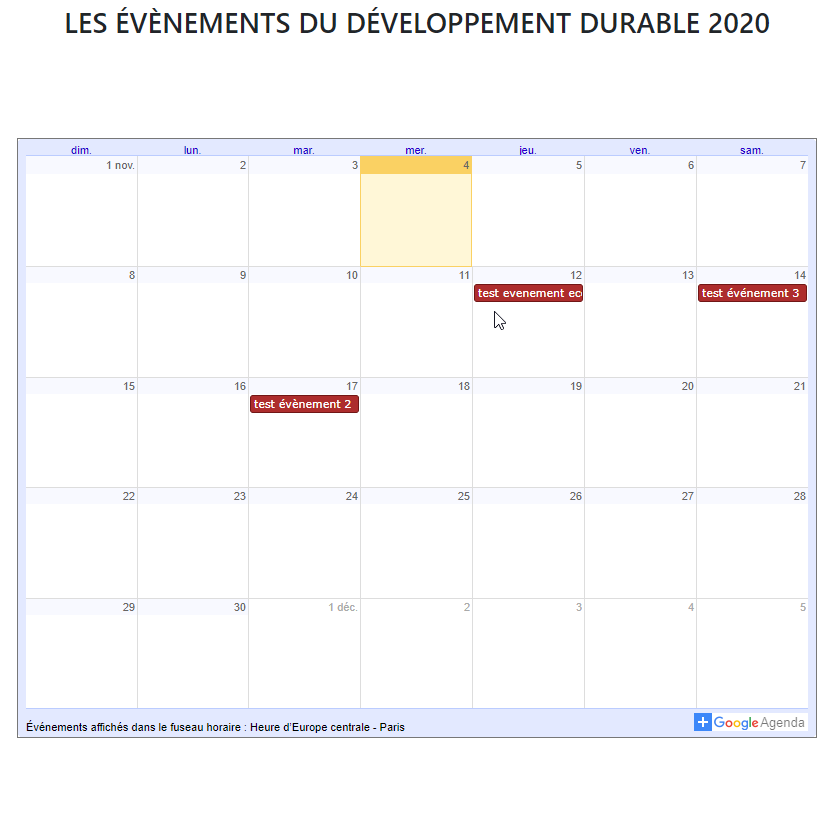 LES ÉVÈNEMENTS DU DÉVELOPPEMENT DURABLE 2020
dim. lun. mar. mer. jeu. ven. sam.
1 nov. 2 3 4 5 6 7
8 9 10 11 12 13 14
test evenement ec test événement 3
15 16 17 18 19 20 21
test évènement 2
22 23 24 25 26 27 28
29 30 1 déc. 2 3 4 5
Événements affichés dans le fuseau horaire : Heure d'Europe centrale - Paris
+ Google Agenda